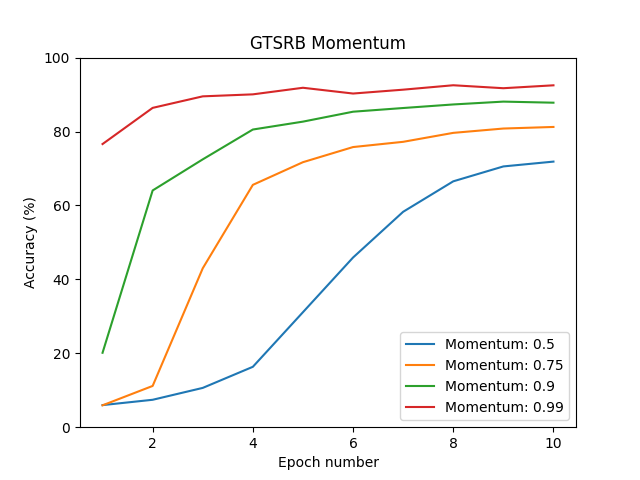 GTSRB Momentum
100
80
60
40
20
0
Accuracy (%)
2
4
6
8
10
Epoch number
Momentum: 0.5
Momentum: 0.75
Momentum: 0.9
Momentum: 0.99